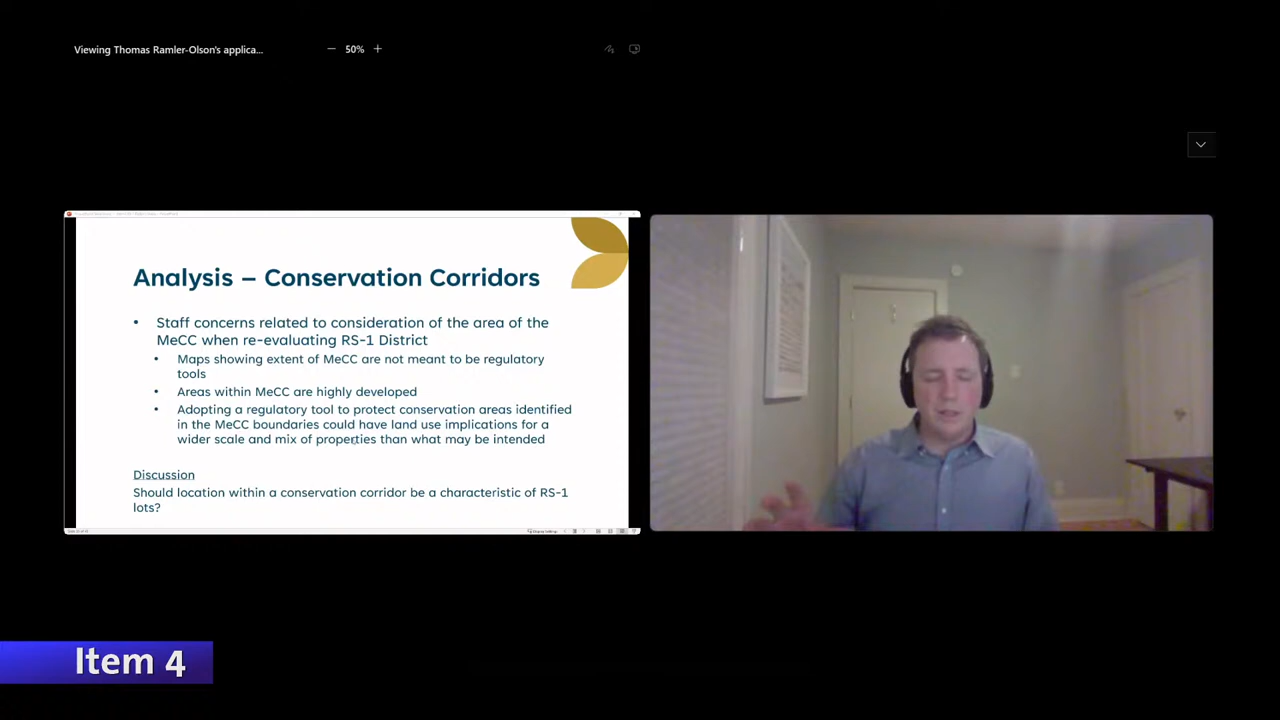 Viewing Thomas Ramler-Olson's applica...
50%
Analysis – Conservation Corridors
• Staff concerns related to consideration of the area of the
MeCC when re-evaluating RS-1 District
• Maps showing extent of MeCC are not meant to be regulatory
tools
• Areas within MeCC are highly developed
• Adopting a regulatory tool to protect conservation areas identified
in the MeCC boundaries could have land use implications for a
wider scale and mix of properties than what may be intended
Discussion
Should location within a conservation corridor be a characteristic of RS-1
lots?
Item 4